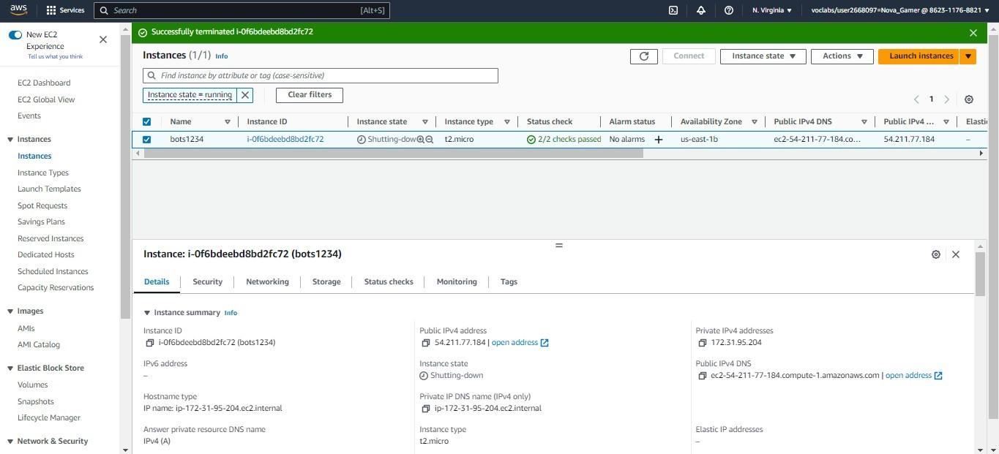 aws
Services
Search
[Alt+S]
N. Virginia
voclabs/user2668097=Nova_Gamer @ 8623-1176-8821
New EC2
Experience
Tell us what you think
EC2 Dashboard
EC2 Global View
Events
Instances
Instances
Instance Types
Launch Templates
Spot Requests
Savings Plans
Reserved Instances
Dedicated Hosts
Scheduled Instances
Capacity Reservations
Images
AMIs
AMI Catalog
Elastic Block Store
Volumes
Snapshots
Lifecycle Manager
Network & Security
Successfully terminated i-0f6bdeebd8bd2fc72
Instances (1/1) Info
Connect
Instance state
Actions
Launch instances
Find instance by attribute or tag (case-sensitive)
Instance state = running
Clear filters
1
Name Instance ID Instance state Instance type Status check Alarm status Availability Zone Public IPv4 DNS Public IPv4 ... Elastic
bots1234 i-0f6bdeebd8bd2fc72 Shutting-dow t2.micro 2/2 checks passed No alarms + us-east-1b ec2-54-211-77-184.co... 54.211.77.184 –
Instance: i-0f6bdeebd8bd2fc72 (bots1234)
Details Security Networking Storage Status checks Monitoring Tags
Instance summary Info
Instance ID
i-0f6bdeebd8bd2fc72 (bots1234)
Public IPv4 address
54.211.77.184 | open address
Private IPv4 addresses
172.31.95.204
IPv6 address
–
Instance state
Shutting-down
Public IPv4 DNS
ec2-54-211-77-184.compute-1.amazonaws.com | open address
Hostname type
IP name: ip-172-31-95-204.ec2.internal
Private IP DNS name (IPv4 only)
ip-172-31-95-204.ec2.internal
Answer private resource DNS name
IPv4 (A)
Instance type
t2.micro
Elastic IP addresses
–